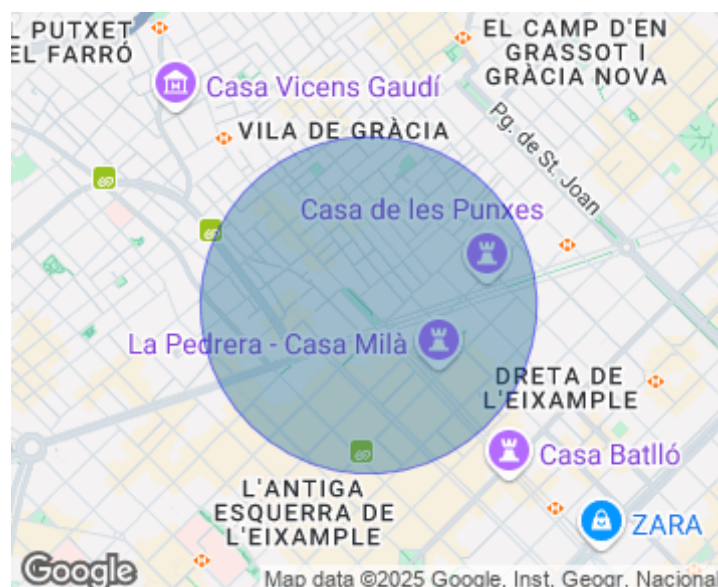 L PUTXET
EL FARRÓ
EL CAMP D'EN
GRASSOT I
GRÀCIA NOVA
Casa Vicens Gaudí
VILA DE GRÀCIA
Pg. de St. Joan
Casa de les Punxes
La Pedrera - Casa Milà
DRETA DE
L'EIXAMPLE
Casa Batlló
L'ANTIGA
ESQUERRA DE
L'EIXAMPLE
ZARA
Google
Map data ©2025 Google, Inst. Geogr. Nacional